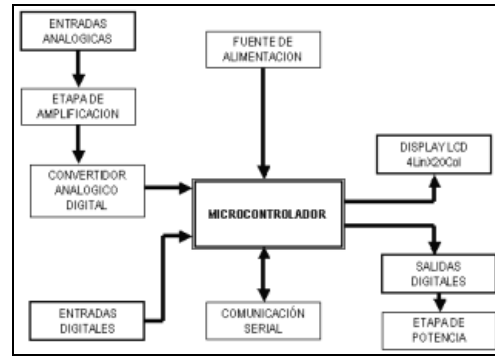 ENTRADAS
ANALOGICAS
FUENTE DE
ALIMENTACION
ETAPA DE
AMPLIFICACION
DISPLAY LCD
4LinX20Col
CONVERTIDOR
ANALOGICO
DIGITAL
MICROCONTROLADOR
SALIDAS
DIGITALES
ENTRADAS
DIGITALES
COMUNICACIÓN
SERIAL
ETAPA DE
POTENCIA